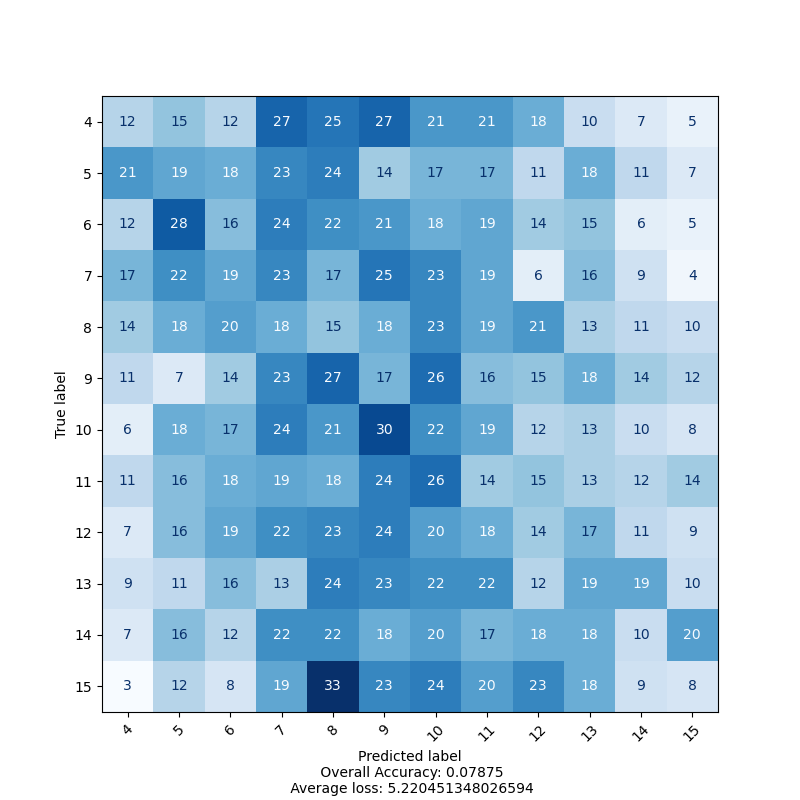 4 12 15 12 27 25 27 21 21 18 10 7 5
5 21 19 18 23 24 14 17 17 11 18 11 7
6 12 28 16 24 22 21 18 19 14 15 6 5
7 17 22 19 23 17 25 23 19 6 16 9 4
8 14 18 20 18 15 18 23 19 21 13 11 10
9 11 7 14 23 27 17 26 16 15 18 14 12
True label
10 6 18 17 24 21 30 22 19 12 13 10 8
11 11 16 18 19 18 24 26 14 15 13 12 14
12 7 16 19 22 23 24 20 18 14 17 11 9
13 9 11 16 13 24 23 22 22 12 19 19 10
14 7 16 12 22 22 18 20 17 18 18 10 20
15 3 12 8 19 33 23 24 20 23 18 9 8
4 5 6 7 8 9 10 11 12 13 14 15
Predicted label
Overall Accuracy: 0.07875
Average loss: 5.220451348026594